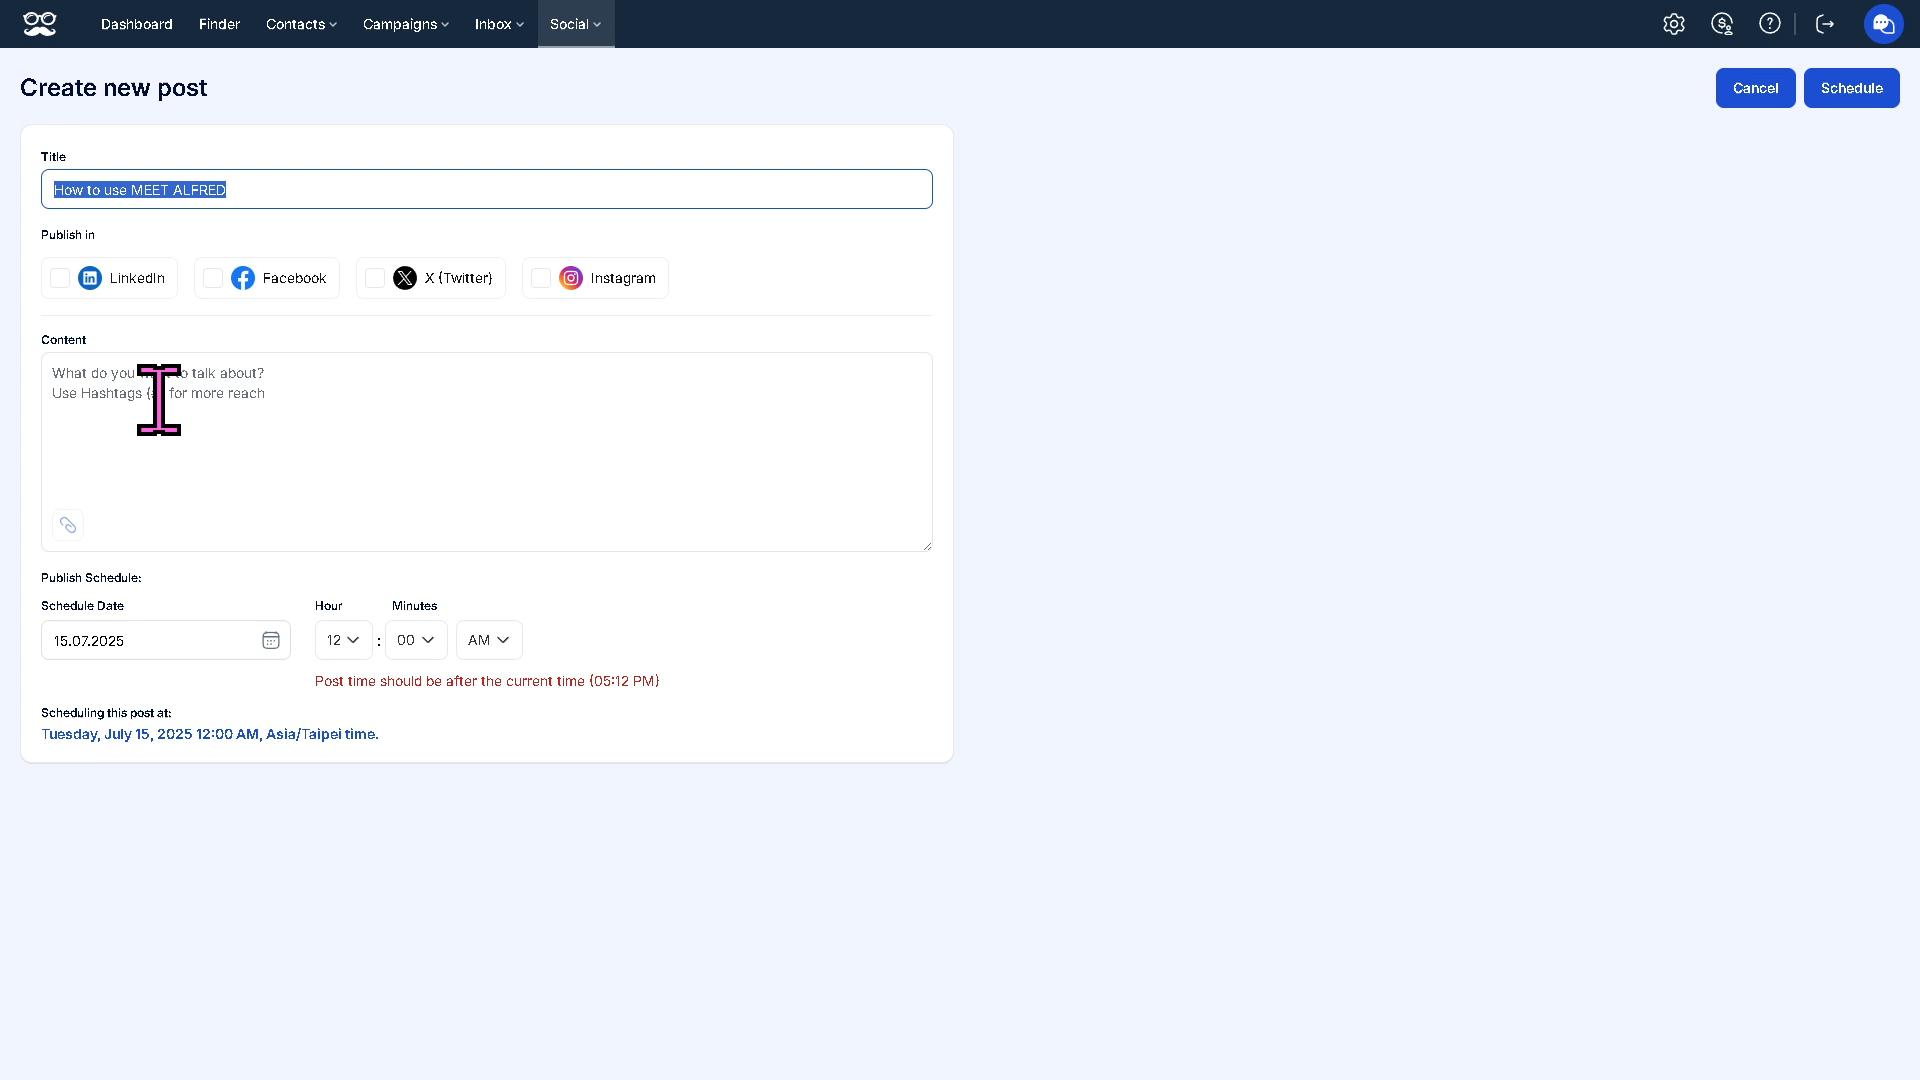 Dashboard Finder Contacts Campaigns Inbox Social
Create new post
Cancel Schedule
Title
How to use MEET ALFRED
Publish in
LinkedIn Facebook X (Twitter) Instagram
Content
What do you to talk about?
Use Hashtags for more reach
Publish Schedule:
Schedule Date Hour Minutes
15.07.2025 12 : 00 AM
Post time should be after the current time (05:12 PM)
Scheduling this post at:
Tuesday, July 15, 2025 12:00 AM, Asia/Taipei time.